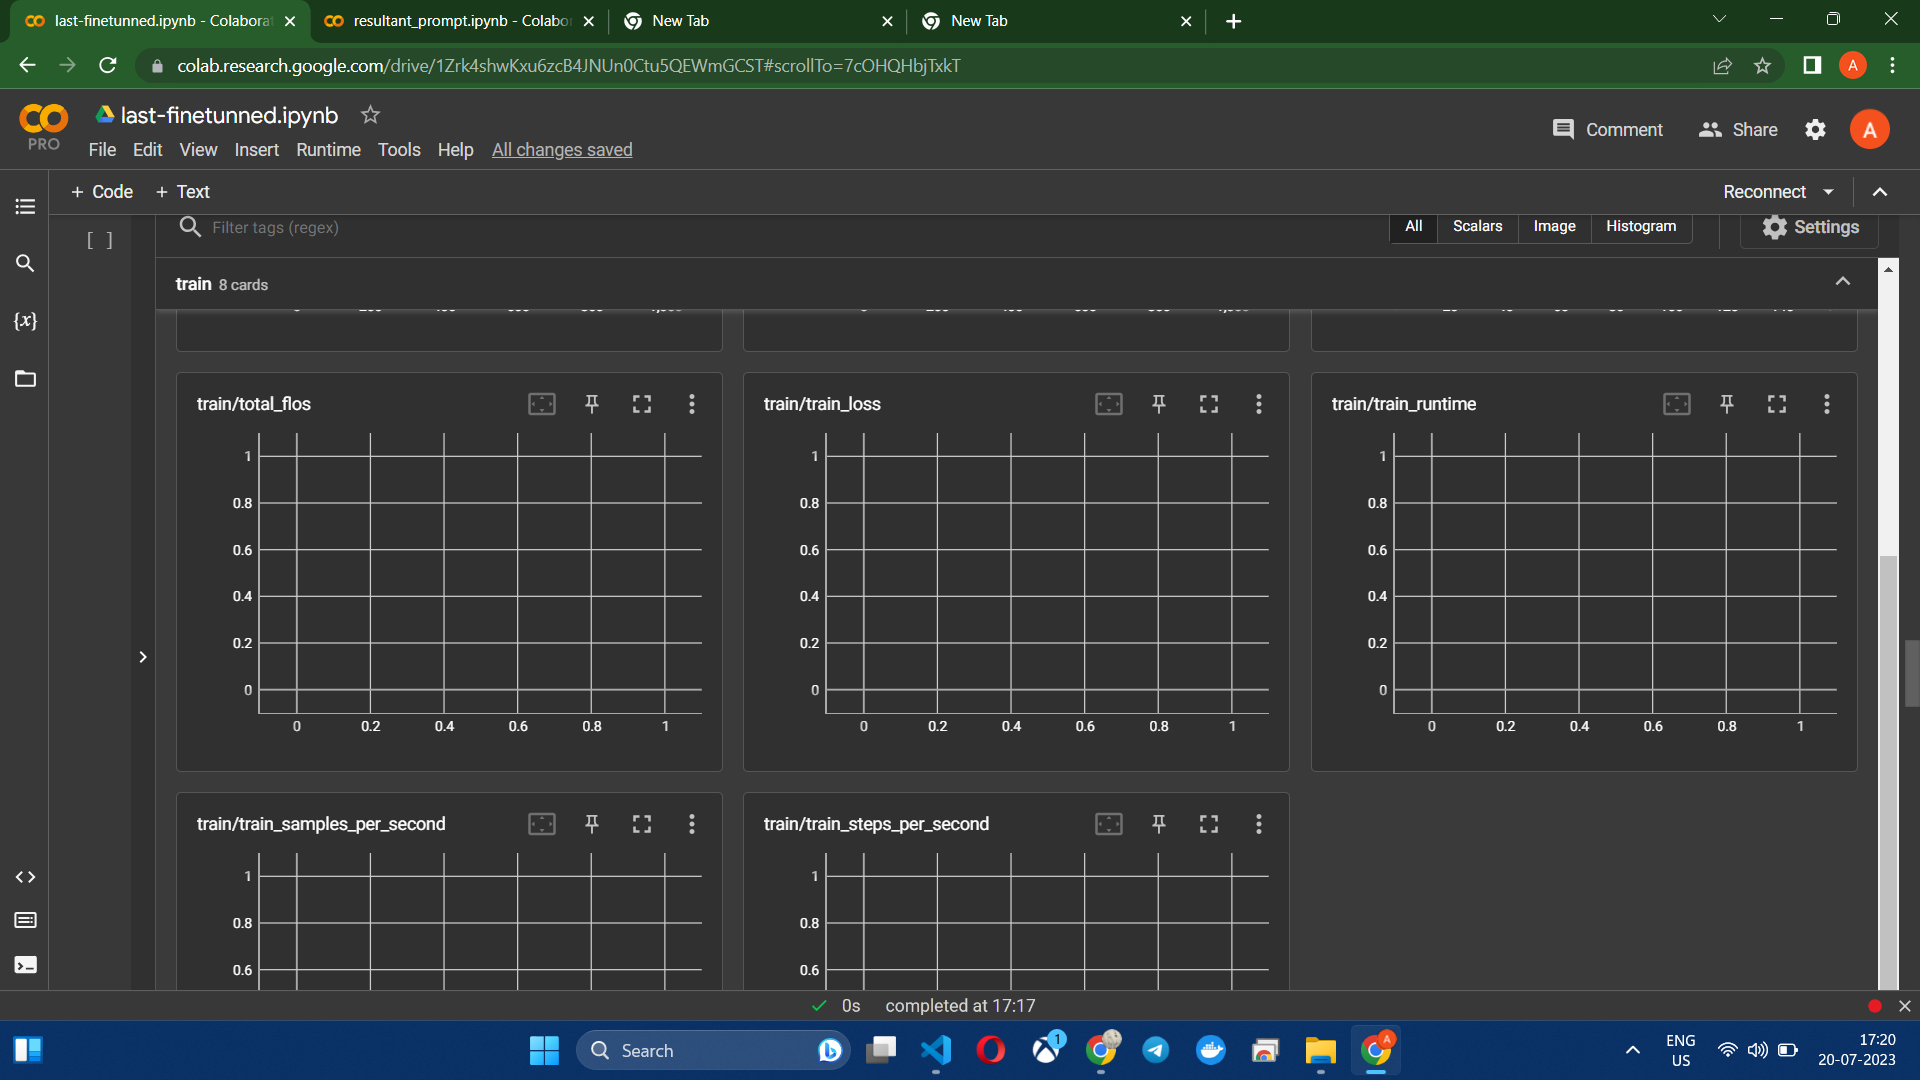 last-finetunned.ipynb - Colaborat
resultant_prompt.ipynb - Colabo
New Tab
New Tab
colab.research.google.com/drive/1Zrk4shwKxu6zcB4JNUn0Ctu5QEWmGCST#scrollTo=7cOHQHbjTxkT
A
PRO
last-finetunned.ipynb
File Edit View Insert Runtime Tools Help All changes saved
Comment
Share
A
+ Code + Text
Reconnect
[ ]
Filter tags (regex)
All Scalars Image Histogram
Settings
{x}
train 8 cards
train/total_flos
1
0.8
0.6
0.4
0.2
0
0 0.2 0.4 0.6 0.8 1
train/train_loss
1
0.8
0.6
0.4
0.2
0
0 0.2 0.4 0.6 0.8 1
train/train_runtime
1
0.8
0.6
0.4
0.2
0
0 0.2 0.4 0.6 0.8 1
train/train_samples_per_second
1
0.8
0.6
train/train_steps_per_second
1
0.8
0.6
0s completed at 17:17
Search
1
A
ENG
US
17:20
20-07-2023